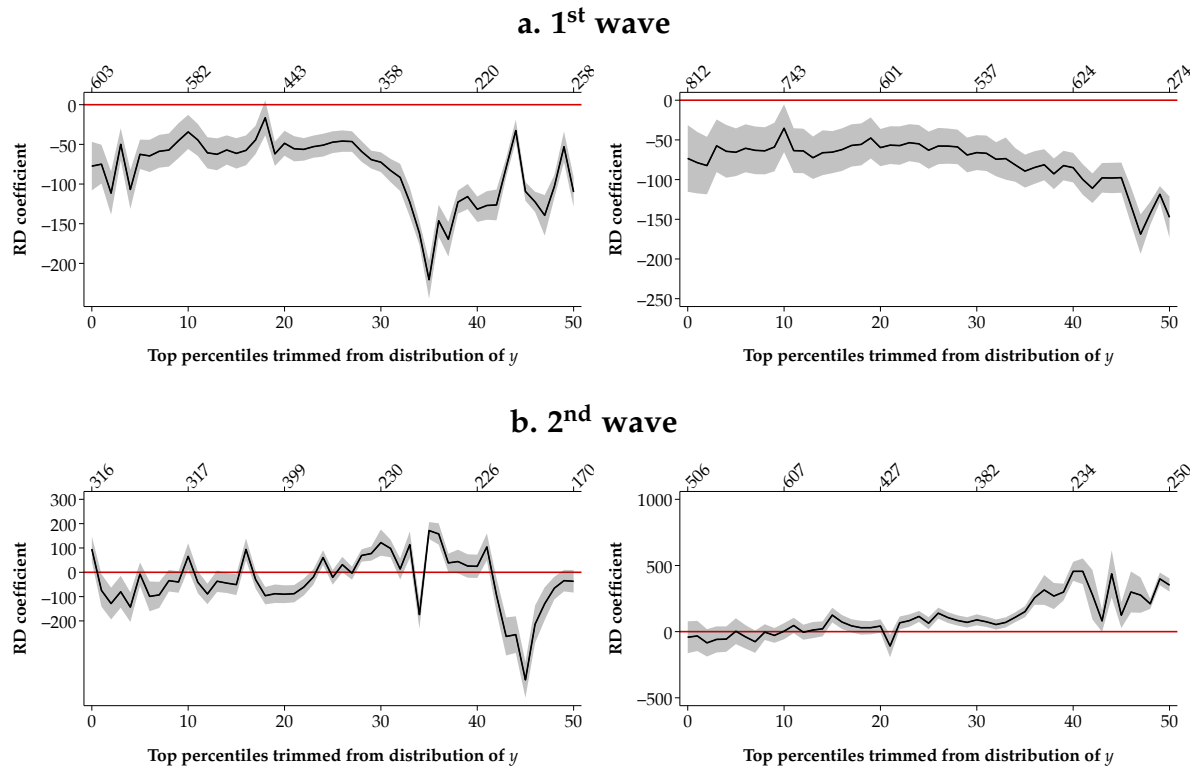 a. 1st wave
603 582 443 358 220 258
812 743 601 537 624 274
RD coefficient
0
−50
−100
−150
−200
0 10 20 30 40 50
Top percentiles trimmed from distribution of y
RD coefficient
0
−50
−100
−150
−200
−250
0 10 20 30 40 50
Top percentiles trimmed from distribution of y
b. 2nd wave
316 317 399 230 226 170
506 607 427 382 234 250
RD coefficient
300
200
100
0
−100
−200
0 10 20 30 40 50
Top percentiles trimmed from distribution of y
RD coefficient
1000
500
0
−500
0 10 20 30 40 50
Top percentiles trimmed from distribution of y